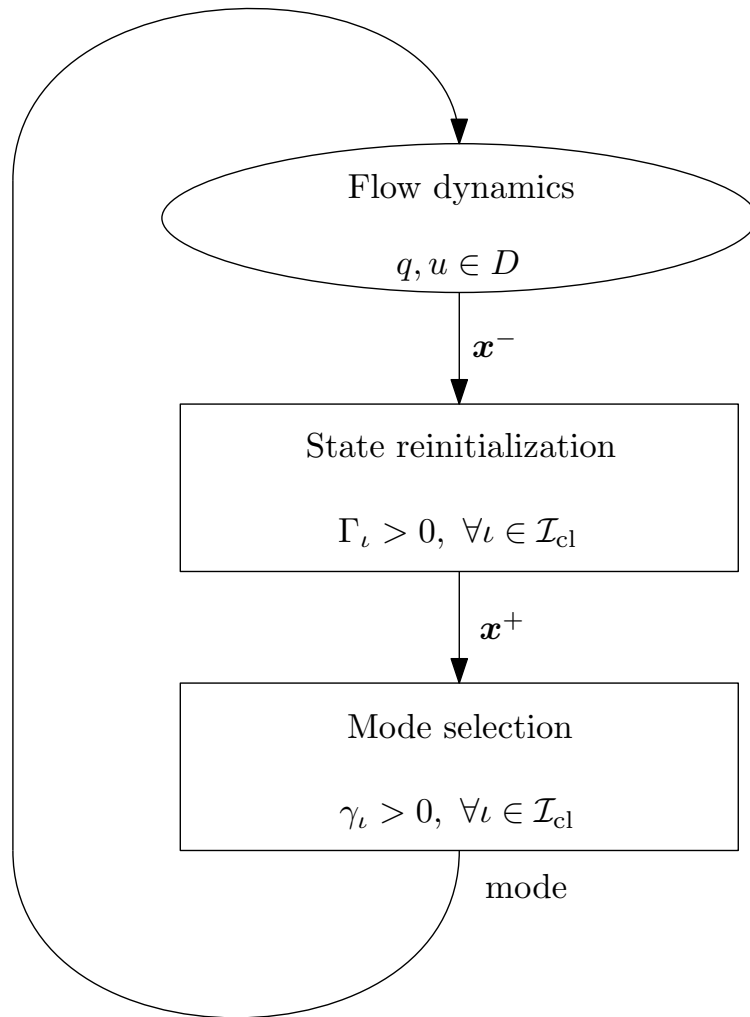 Flow dynamics
q, u ∈ D
x⁻
State reinitialization
Γ_ι > 0, ∀ι ∈ 𝓘_cl
x⁺
Mode selection
γ_ι > 0, ∀ι ∈ 𝓘_cl
mode